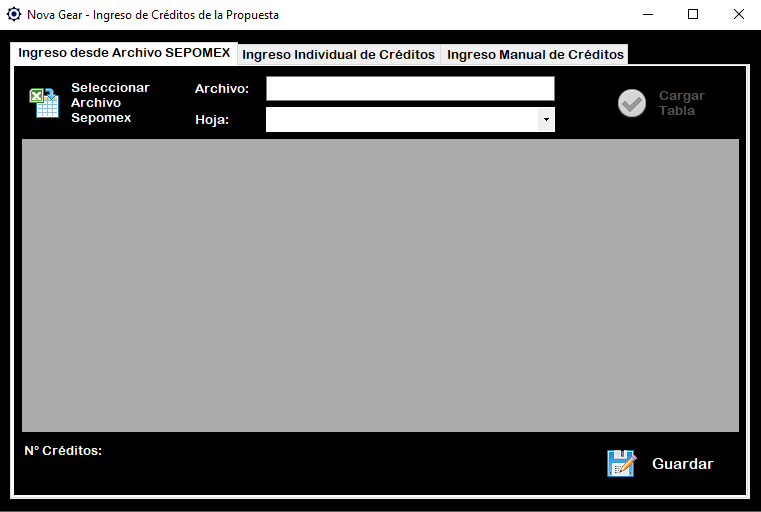 Nova Gear - Ingreso de Créditos de la Propuesta
Ingreso desde Archivo SEPOMEX
Ingreso Individual de Créditos
Ingreso Manual de Créditos
Seleccionar
Archivo
Sepomex
Archivo:
Hoja:
Cargar
Tabla
N° Créditos:
Guardar